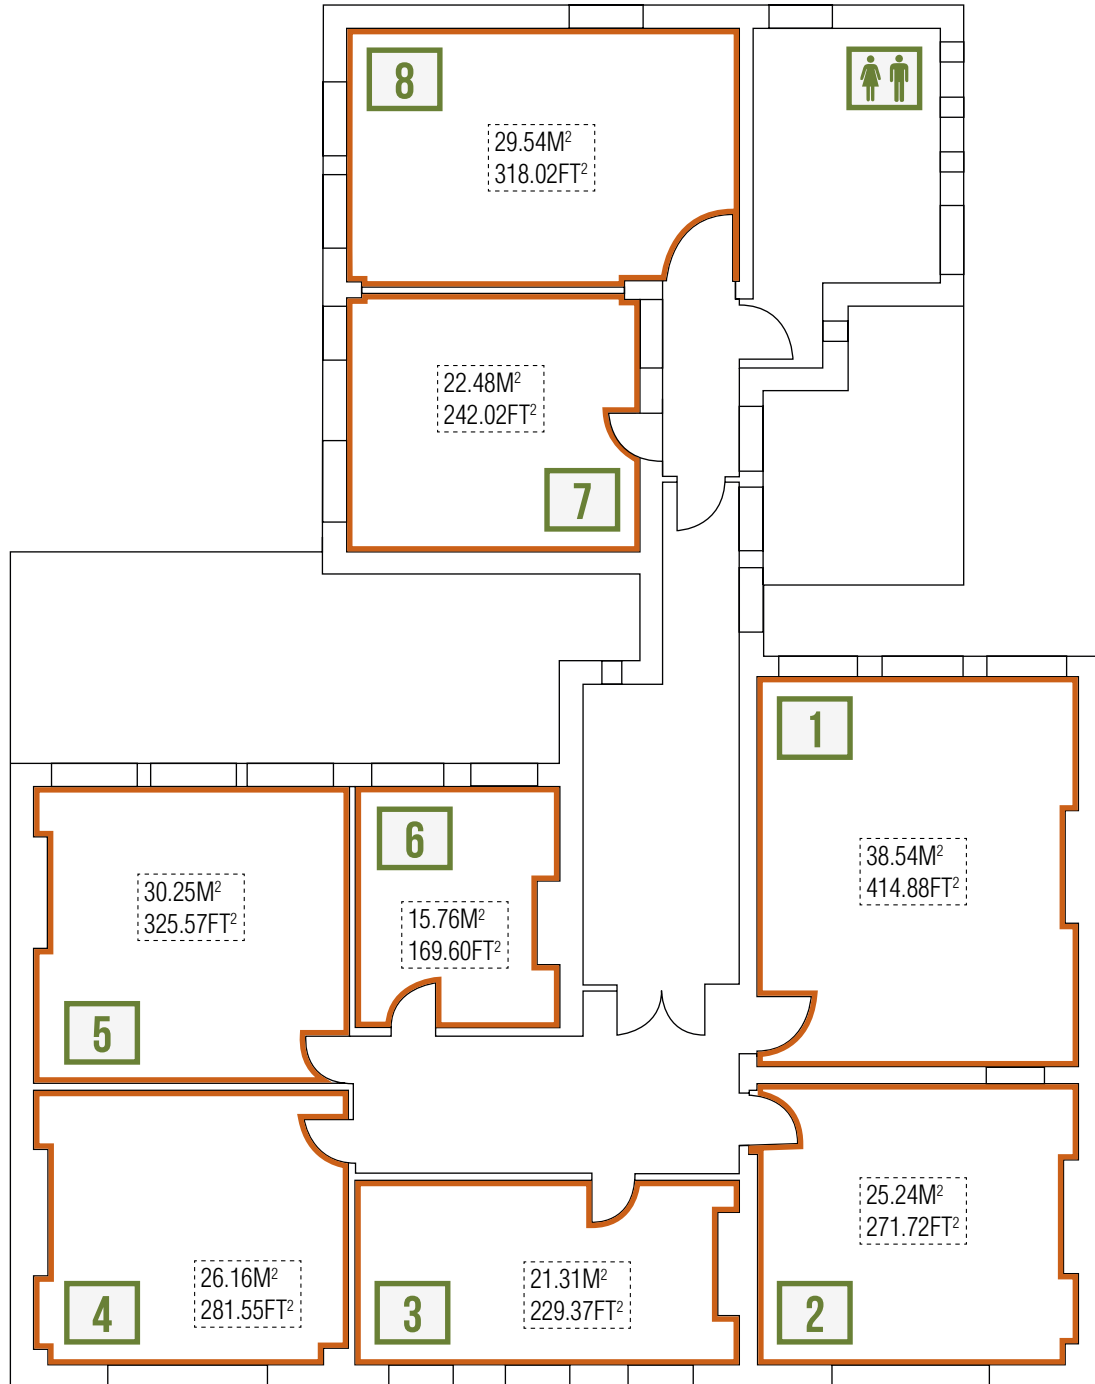 8
29.54M²
318.02FT²
22.48M²
242.02FT²
7
1
38.54M²
414.88FT²
6
15.76M²
169.60FT²
30.25M²
325.57FT²
5
4
26.16M²
281.55FT²
3
21.31M²
229.37FT²
25.24M²
271.72FT²
2